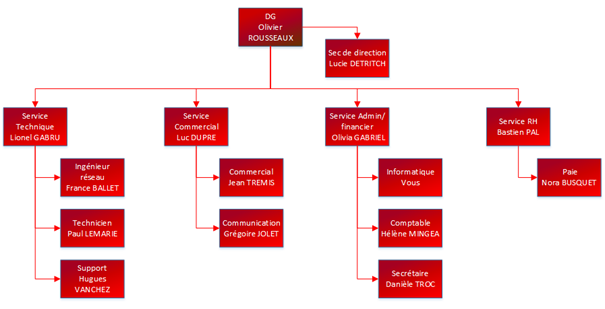 DG
Olivier
ROUSSEAUX
Sec de direction
Lucie DETRITCH
Service
Technique
Lionel GABRU
Service
Commercial
Luc DUPRE
Service Admin/
financier
Olivia GABRIEL
Service RH
Bastien PAL
Ingénieur
réseau
France BALLET
Commercial
Jean TREMIS
Informatique
Vous
Paie
Nora BUSQUET
Technicien
Paul LEMARIE
Communication
Grégoire JOLET
Comptable
Hélène MINGEA
Support
Hugues
VANCHEZ
Secrétaire
Danièle TROC